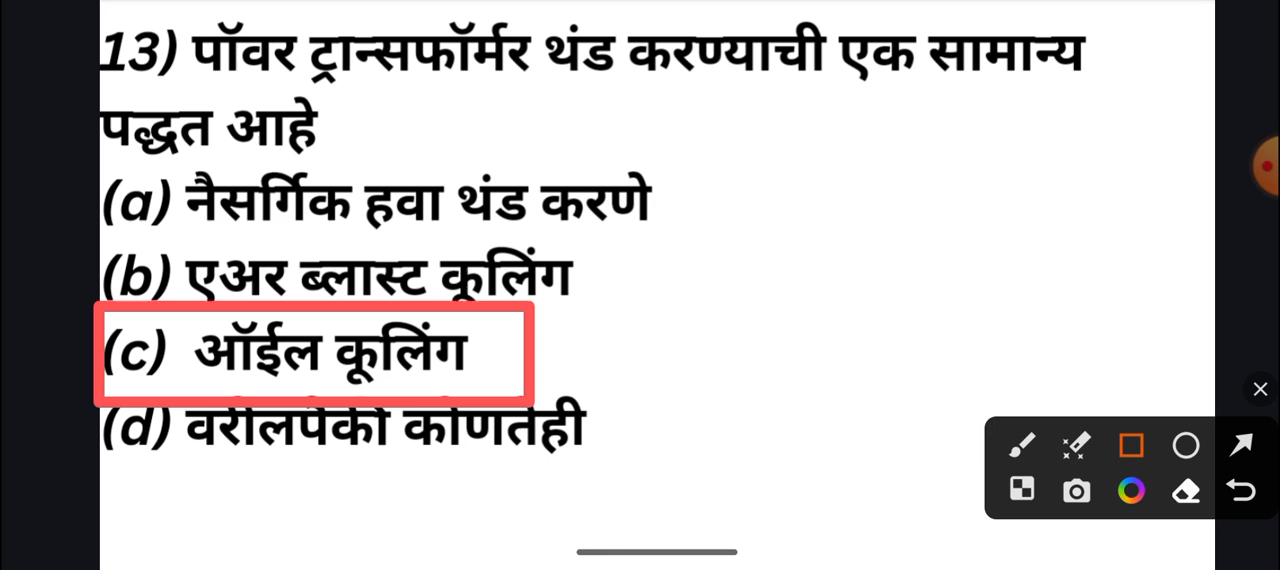 13) पॉवर ट्रान्सफॉर्मर थंड करण्याची एक सामान्य
पद्धत आहे
(a) नैसर्गिक हवा थंड करणे
(b) एअर ब्लास्ट कूलिंग
(c) ऑईल कूलिंग
(d) वरीलपैकी कोणतेही